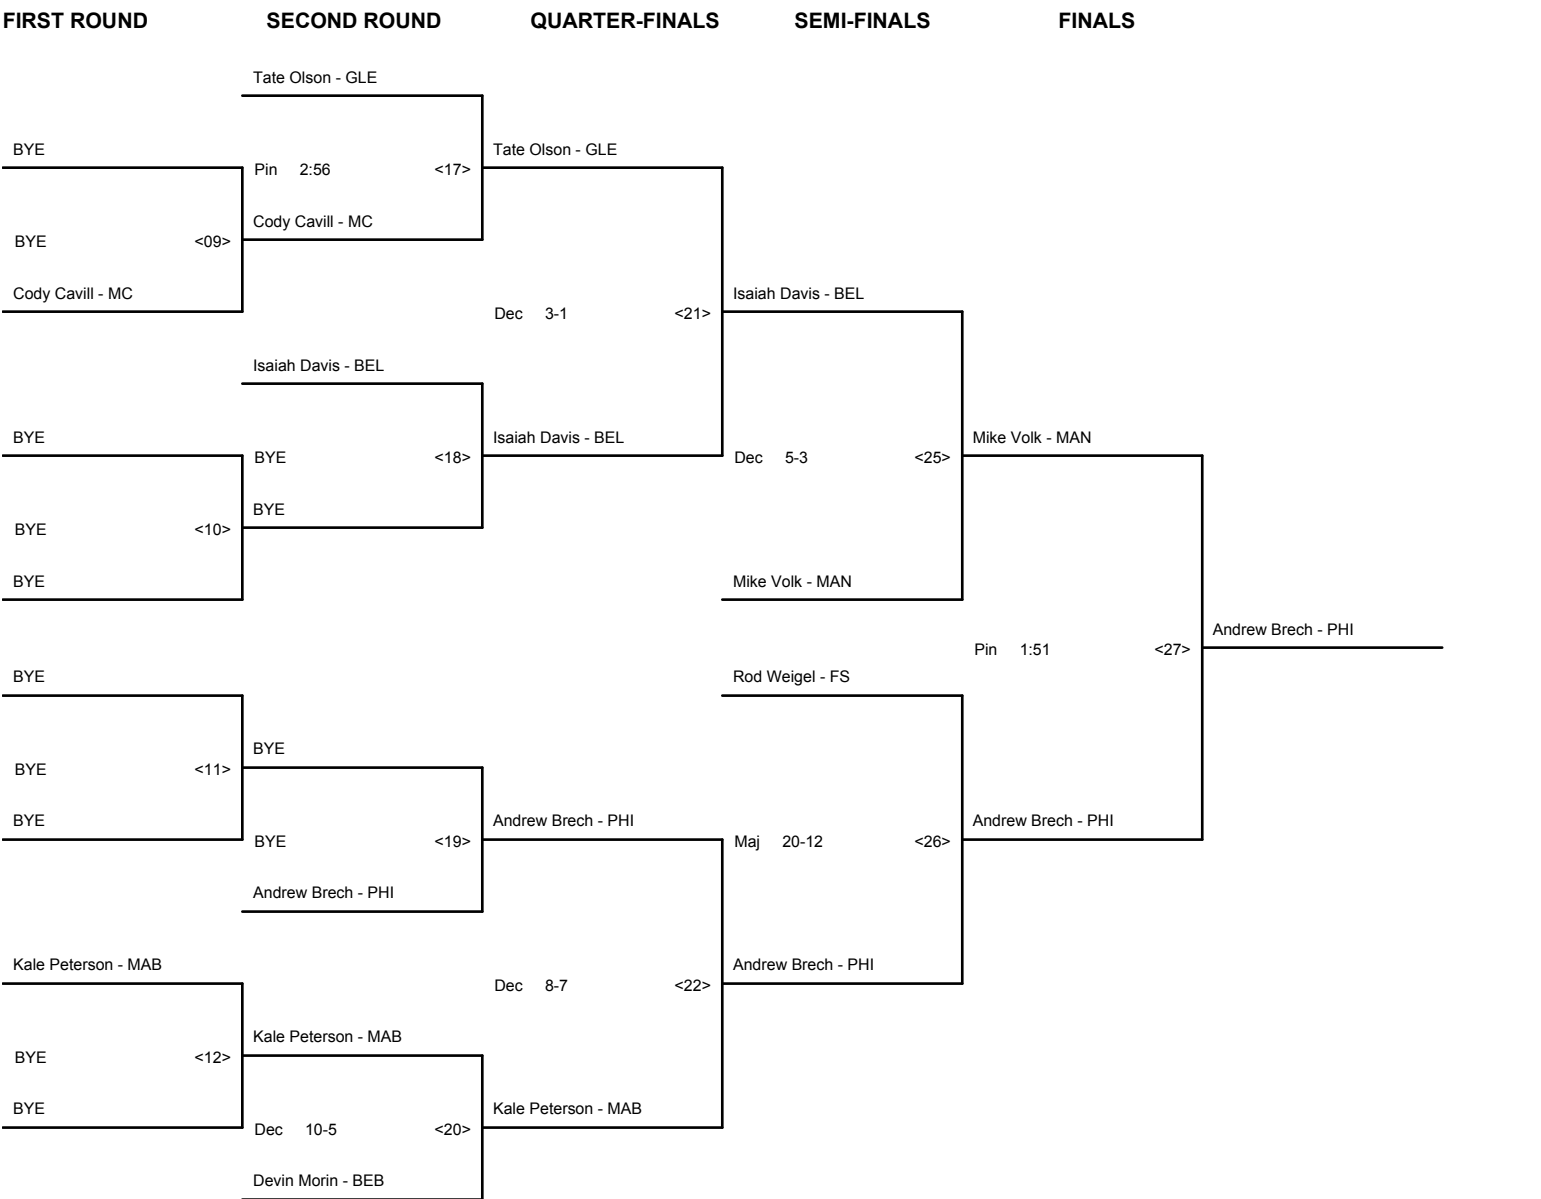 FIRST ROUND SECOND ROUND QUARTER-FINALS SEMI-FINALS FINALS
Tate Olson - GLE
BYE Tate Olson - GLE
Pin 2:56 <17>
Cody Cavill - MC
BYE <09>
Cody Cavill - MC Isaiah Davis - BEL
Dec 3-1 <21>
Isaiah Davis - BEL
BYE Isaiah Davis - BEL Mike Volk - MAN
BYE <18> Dec 5-3 <25>
BYE
BYE <10>
BYE Mike Volk - MAN
Andrew Brech - PHI
Pin 1:51 <27>
BYE Rod Weigel - FS
BYE
BYE <11>
BYE Andrew Brech - PHI Andrew Brech - PHI
BYE <19> Maj 20-12 <26>
Andrew Brech - PHI
Kale Peterson - MAB Andrew Brech - PHI
Dec 8-7 <22>
Kale Peterson - MAB
BYE <12>
BYE Kale Peterson - MAB
Dec 10-5 <20>
Devin Morin - BEB